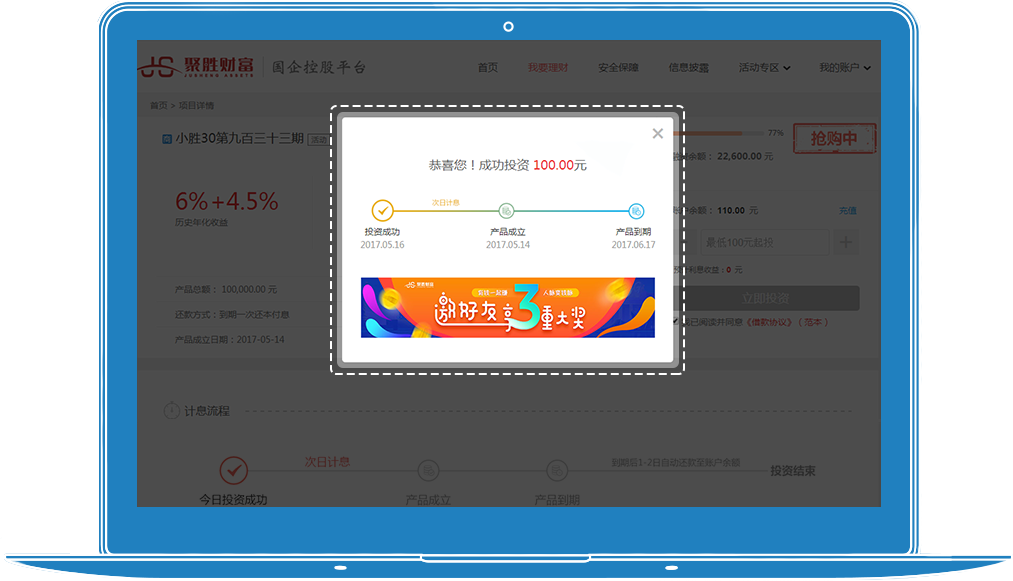 JS 聚胜财富 国企控股平台
JUSHENG ASSETS
首页 我要理财 安全保障 信息披露 活动专区 我的账户
首页 > 项目详情
小胜30第九百三十三期 活动
77%
抢购中
余额： 22,600.00 元
6%+4.5%
历史年化收益
余额： 110.00 元 充值
最低100元起投 +
利息收益：0 元
产品总额： 100,000.00 元
立即投资
还款方式：到期一次还本付息
我已阅读并同意《借款协议》（范本）
产品成立日期：2017-05-14
×
恭喜您！成功投资 100.00元
次日计息
投资成功 产品成立 产品到期
2017.05.16 2017.05.14 2017.06.17
JS 聚胜财富
邀好友享3重大奖
计息流程
次日计息
到期后1-2日自动还款至账户余额
投资结束
今日投资成功 产品成立 产品到期